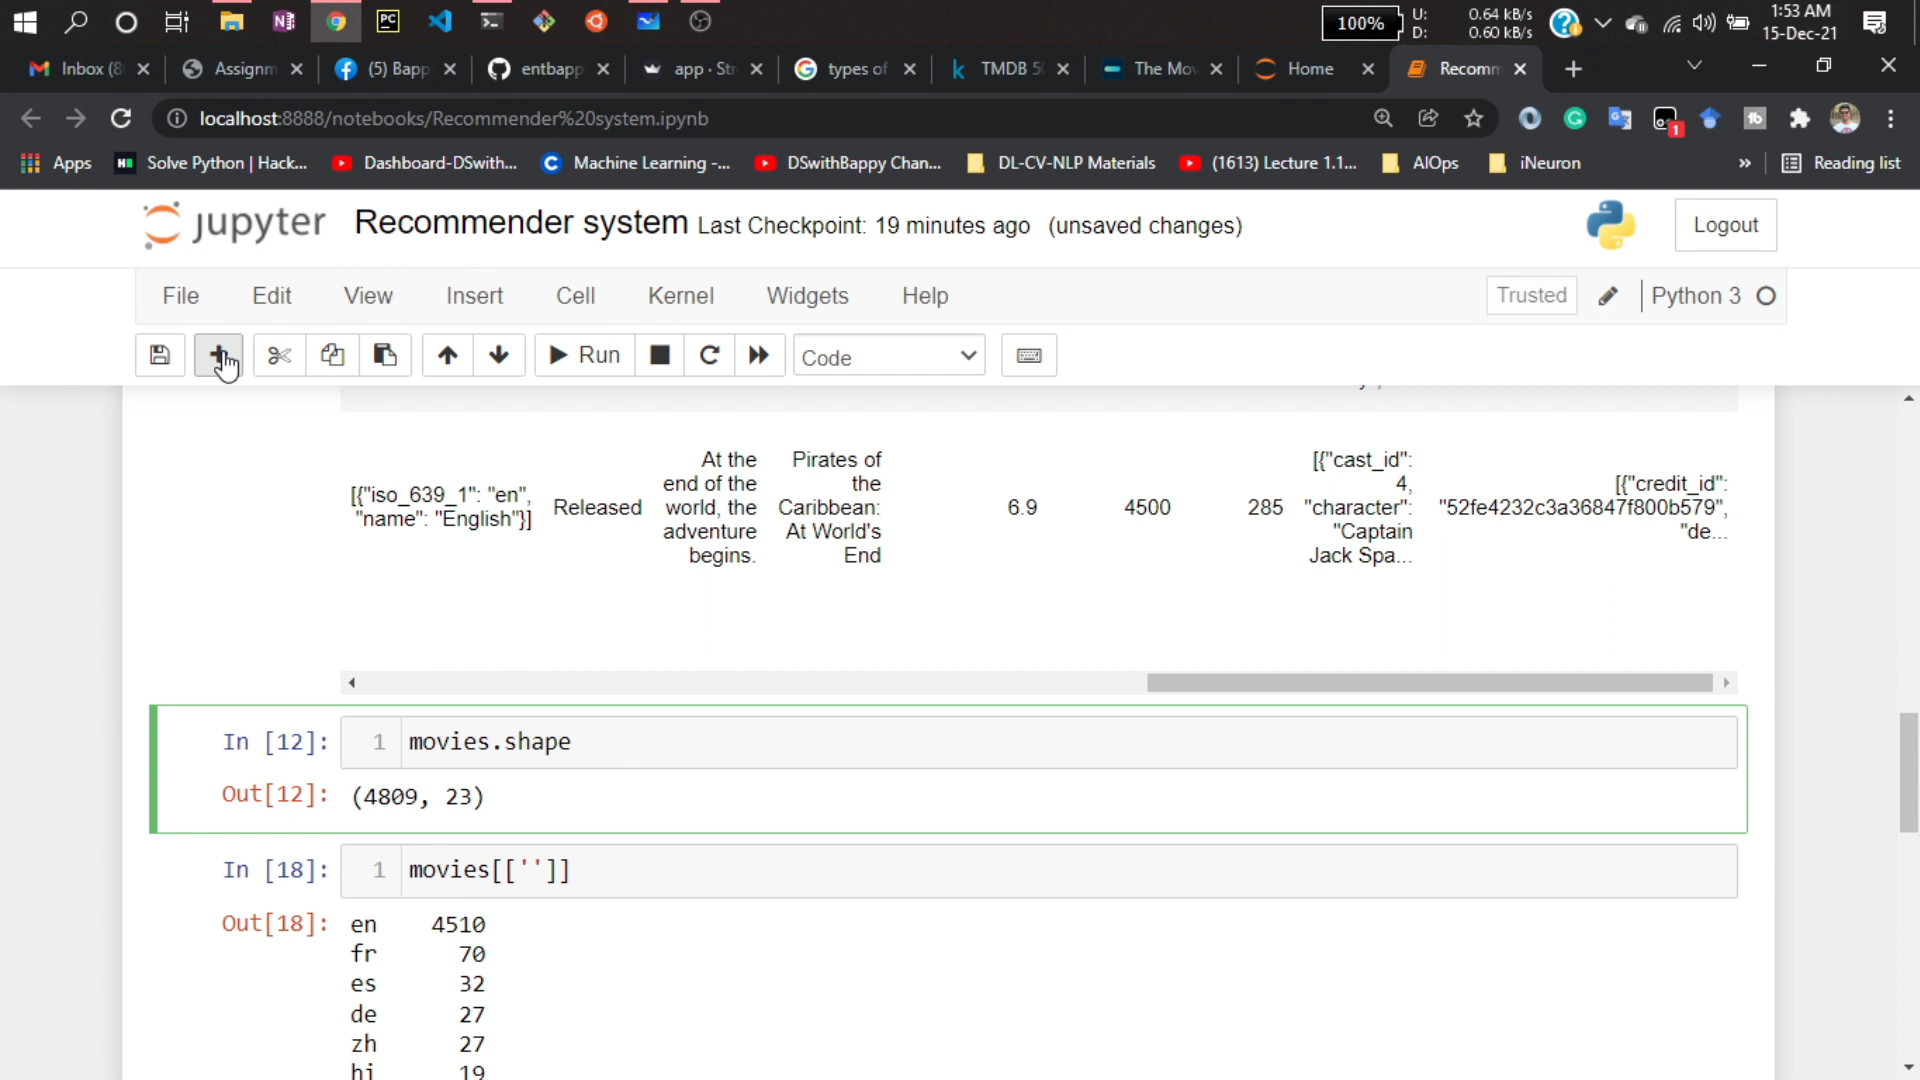 100%
U: 0.64 kB/s
D: 0.60 kB/s
1:53 AM
15-Dec-21
Inbox (8
Assignm
(5) Bapp
entbapp
app · Str
types of
TMDB 5
The Mov
Home
Recomm
localhost:8888/notebooks/Recommender%20system.ipynb
1
Apps
Solve Python | Hack...
Dashboard-DSwith...
Machine Learning -...
DSwithBappy Chan...
DL-CV-NLP Materials
(1613) Lecture 1.1...
AIOps
iNeuron
»
Reading list
jupyter
Recommender system Last Checkpoint: 19 minutes ago (unsaved changes)
Logout
File Edit View Insert Cell Kernel Widgets Help
Trusted
Python 3
Run
Code
At the
end of the
world, the
adventure
begins.
Pirates of
the
Caribbean:
At World's
End
[{"iso_639_1": "en",
"name": "English"}]
Released
6.9
4500
285
[{"cast_id":
4,
"character":
"Captain
Jack Spa...
[{"credit_id":
"52fe4232c3a36847f800b579",
"de...
In [12]: 1 movies.shape
Out[12]: (4809, 23)
In [18]: 1 movies[['']]
Out[18]: en 4510
fr 70
es 32
de 27
zh 27
hi 19